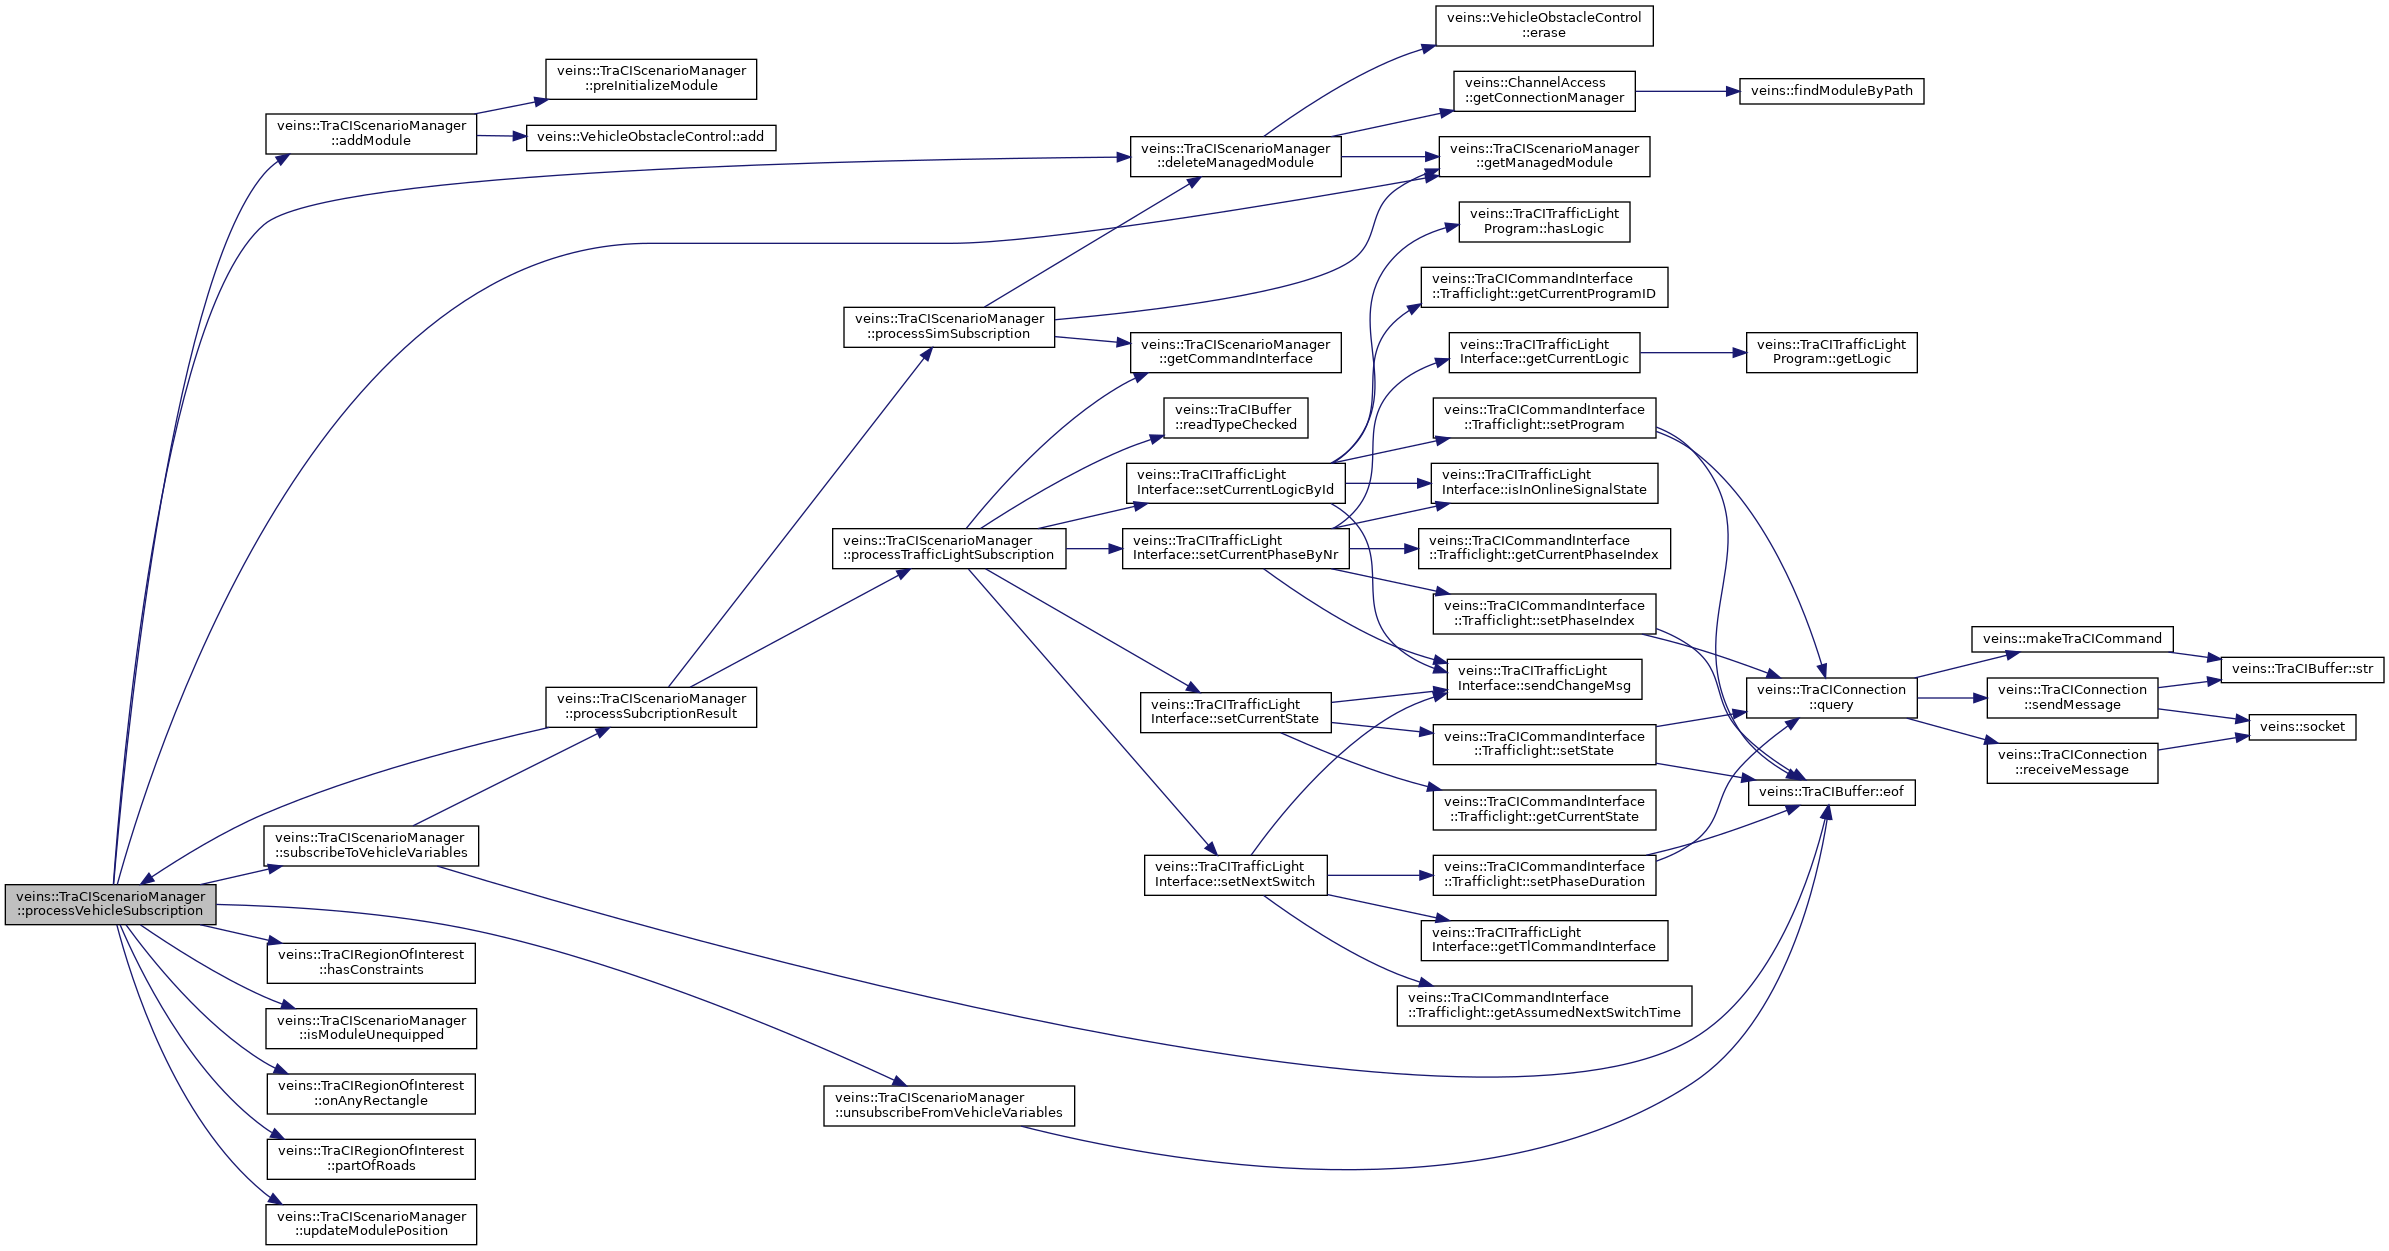 veins::VehicleObstacleControl
::erase
veins::TraCIScenarioManager
::preInitializeModule
veins::ChannelAccess
::getConnectionManager
veins::findModuleByPath
veins::TraCIScenarioManager
::addModule
veins::VehicleObstacleControl::add
veins::TraCIScenarioManager
::deleteManagedModule
veins::TraCIScenarioManager
::getManagedModule
veins::TraCITrafficLight
Program::hasLogic
veins::TraCICommandInterface
::Trafficlight::getCurrentProgramID
veins::TraCIScenarioManager
::processSimSubscription
veins::TraCIScenarioManager
::getCommandInterface
veins::TraCITrafficLight
Interface::getCurrentLogic
veins::TraCITrafficLight
Program::getLogic
veins::TraCIBuffer
::readTypeChecked
veins::TraCICommandInterface
::Trafficlight::setProgram
veins::TraCITrafficLight
Interface::setCurrentLogicById
veins::TraCITrafficLight
Interface::isInOnlineSignalState
veins::TraCIScenarioManager
::processTrafficLightSubscription
veins::TraCITrafficLight
Interface::setCurrentPhaseByNr
veins::TraCICommandInterface
::Trafficlight::getCurrentPhaseIndex
veins::TraCICommandInterface
::Trafficlight::setPhaseIndex
veins::makeTraCICommand
veins::TraCIBuffer::str
veins::TraCITrafficLight
Interface::sendChangeMsg
veins::TraCIConnection
::query
veins::TraCIConnection
::sendMessage
veins::TraCIScenarioManager
::processSubcriptionResult
veins::TraCITrafficLight
Interface::setCurrentState
veins::socket
veins::TraCICommandInterface
::Trafficlight::setState
veins::TraCIConnection
::receiveMessage
veins::TraCIBuffer::eof
veins::TraCICommandInterface
::Trafficlight::getCurrentState
veins::TraCIScenarioManager
::subscribeToVehicleVariables
veins::TraCITrafficLight
Interface::setNextSwitch
veins::TraCICommandInterface
::Trafficlight::setPhaseDuration
veins::TraCIScenarioManager
::processVehicleSubscription
veins::TraCITrafficLight
Interface::getTlCommandInterface
veins::TraCIRegionOfInterest
::hasConstraints
veins::TraCICommandInterface
::Trafficlight::getAssumedNextSwitchTime
veins::TraCIScenarioManager
::isModuleUnequipped
veins::TraCIRegionOfInterest
::onAnyRectangle
veins::TraCIScenarioManager
::unsubscribeFromVehicleVariables
veins::TraCIRegionOfInterest
::partOfRoads
veins::TraCIScenarioManager
::updateModulePosition